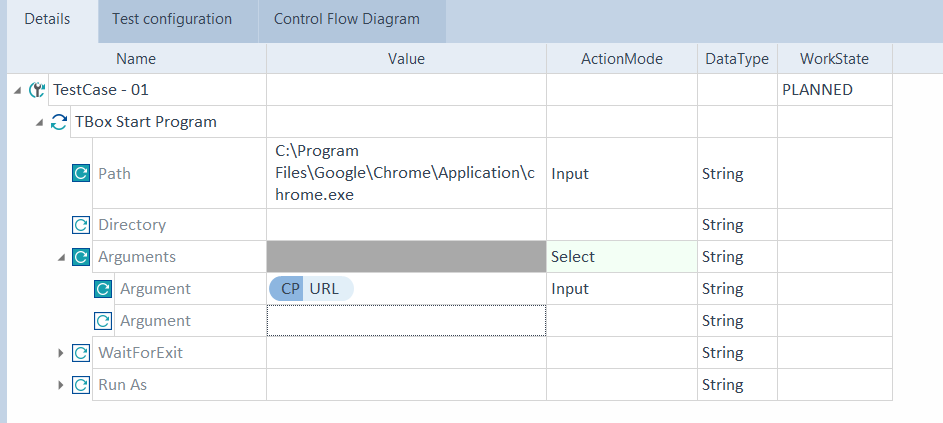 Details Test configuration Control Flow Diagram
Name Value ActionMode DataType WorkState
TestCase - 01 PLANNED
TBox Start Program
Path C:\Program
Files\Google\Chrome\Application\c
hrome.exe Input String
Directory String
Arguments Select String
Argument CP URL Input String
Argument String
WaitForExit String
Run As String